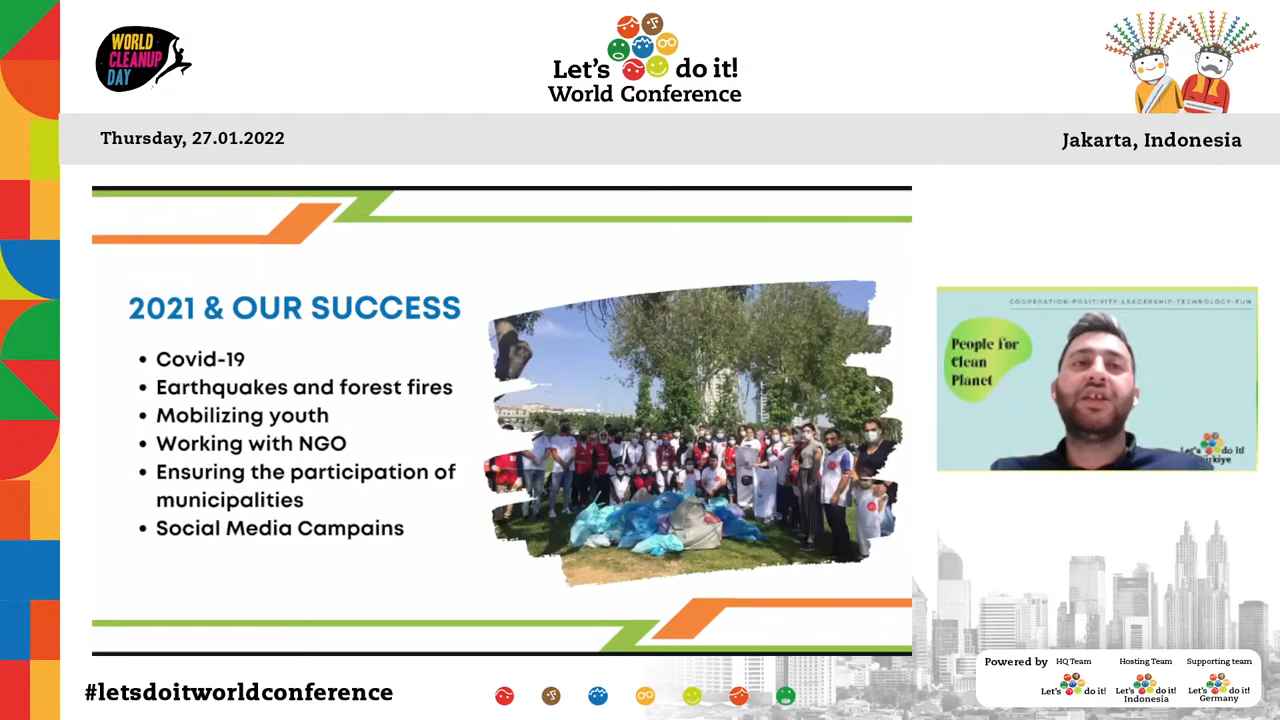 WORLD
CLEANUP
DAY
Let's do it!
World Conference
Thursday, 27.01.2022
Jakarta, Indonesia
2021 & OUR SUCCESS
• Covid-19
• Earthquakes and forest fires
• Mobilizing youth
• Working with NGO
• Ensuring the participation of
municipalities
• Social Media Campains
COOPERATION-POSITIVITY-LEADERSHIP-TECHNOLOGY-FUN
People for
Clean
Planet
do it!
#letsdoitworldconference
Powered by
HQ Team
Hosting Team
Supporting team
Let's do it!
Let's do it!
Indonesia
Let's do it!
Germany